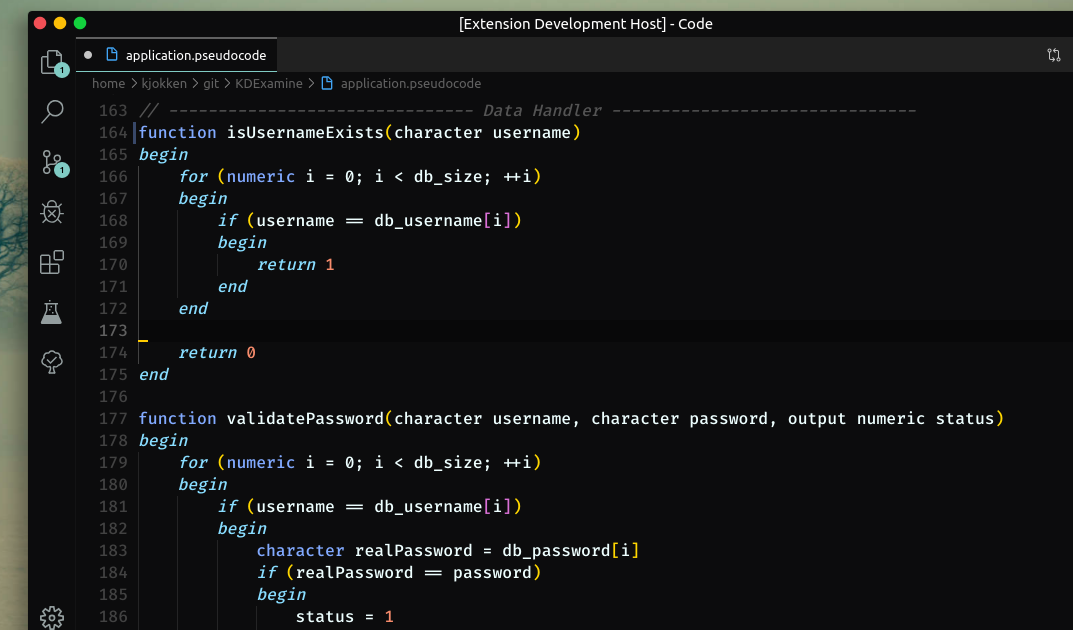 [Extension Development Host] - Code
application.pseudocode
home > kjokken > git > KDExamine > application.pseudocode
1
1
163 // ------------------------------- Data Handler -------------------------------
164 function isUsernameExists(character username)
165 begin
166     for (numeric i = 0; i < db_size; ++i)
167     begin
168         if (username == db_username[i])
169         begin
170             return 1
171         end
172     end
173
174     return 0
175 end
176
177 function validatePassword(character username, character password, output numeric status)
178 begin
179     for (numeric i = 0; i < db_size; ++i)
180     begin
181         if (username == db_username[i])
182         begin
183             character realPassword = db_password[i]
184             if (realPassword == password)
185             begin
186                 status = 1